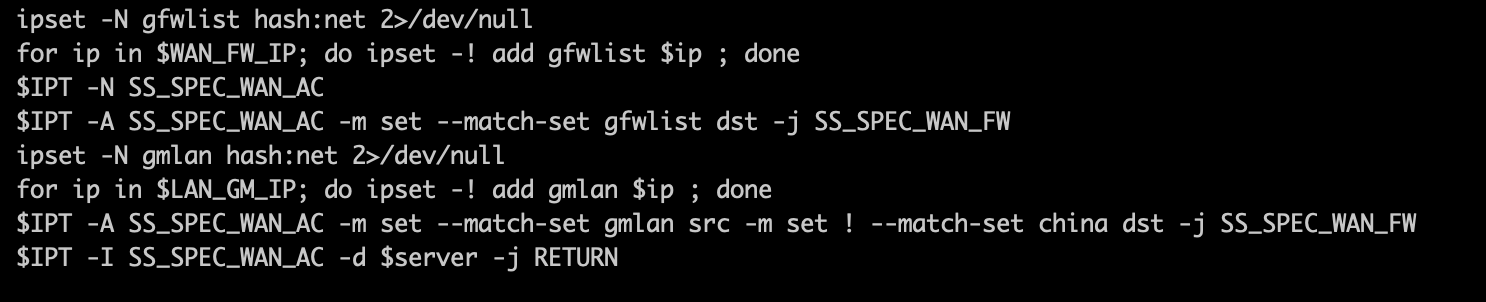 ipset -N gfwlist hash:net 2>/dev/null
for ip in $WAN_FW_IP; do ipset -! add gfwlist $ip ; done
$IPT -N SS_SPEC_WAN_AC
$IPT -A SS_SPEC_WAN_AC -m set --match-set gfwlist dst -j SS_SPEC_WAN_FW
ipset -N gmlan hash:net 2>/dev/null
for ip in $LAN_GM_IP; do ipset -! add gmlan $ip ; done
$IPT -A SS_SPEC_WAN_AC -m set --match-set gmlan src -m set ! --match-set china dst -j SS_SPEC_WAN_FW
$IPT -I SS_SPEC_WAN_AC -d $server -j RETURN